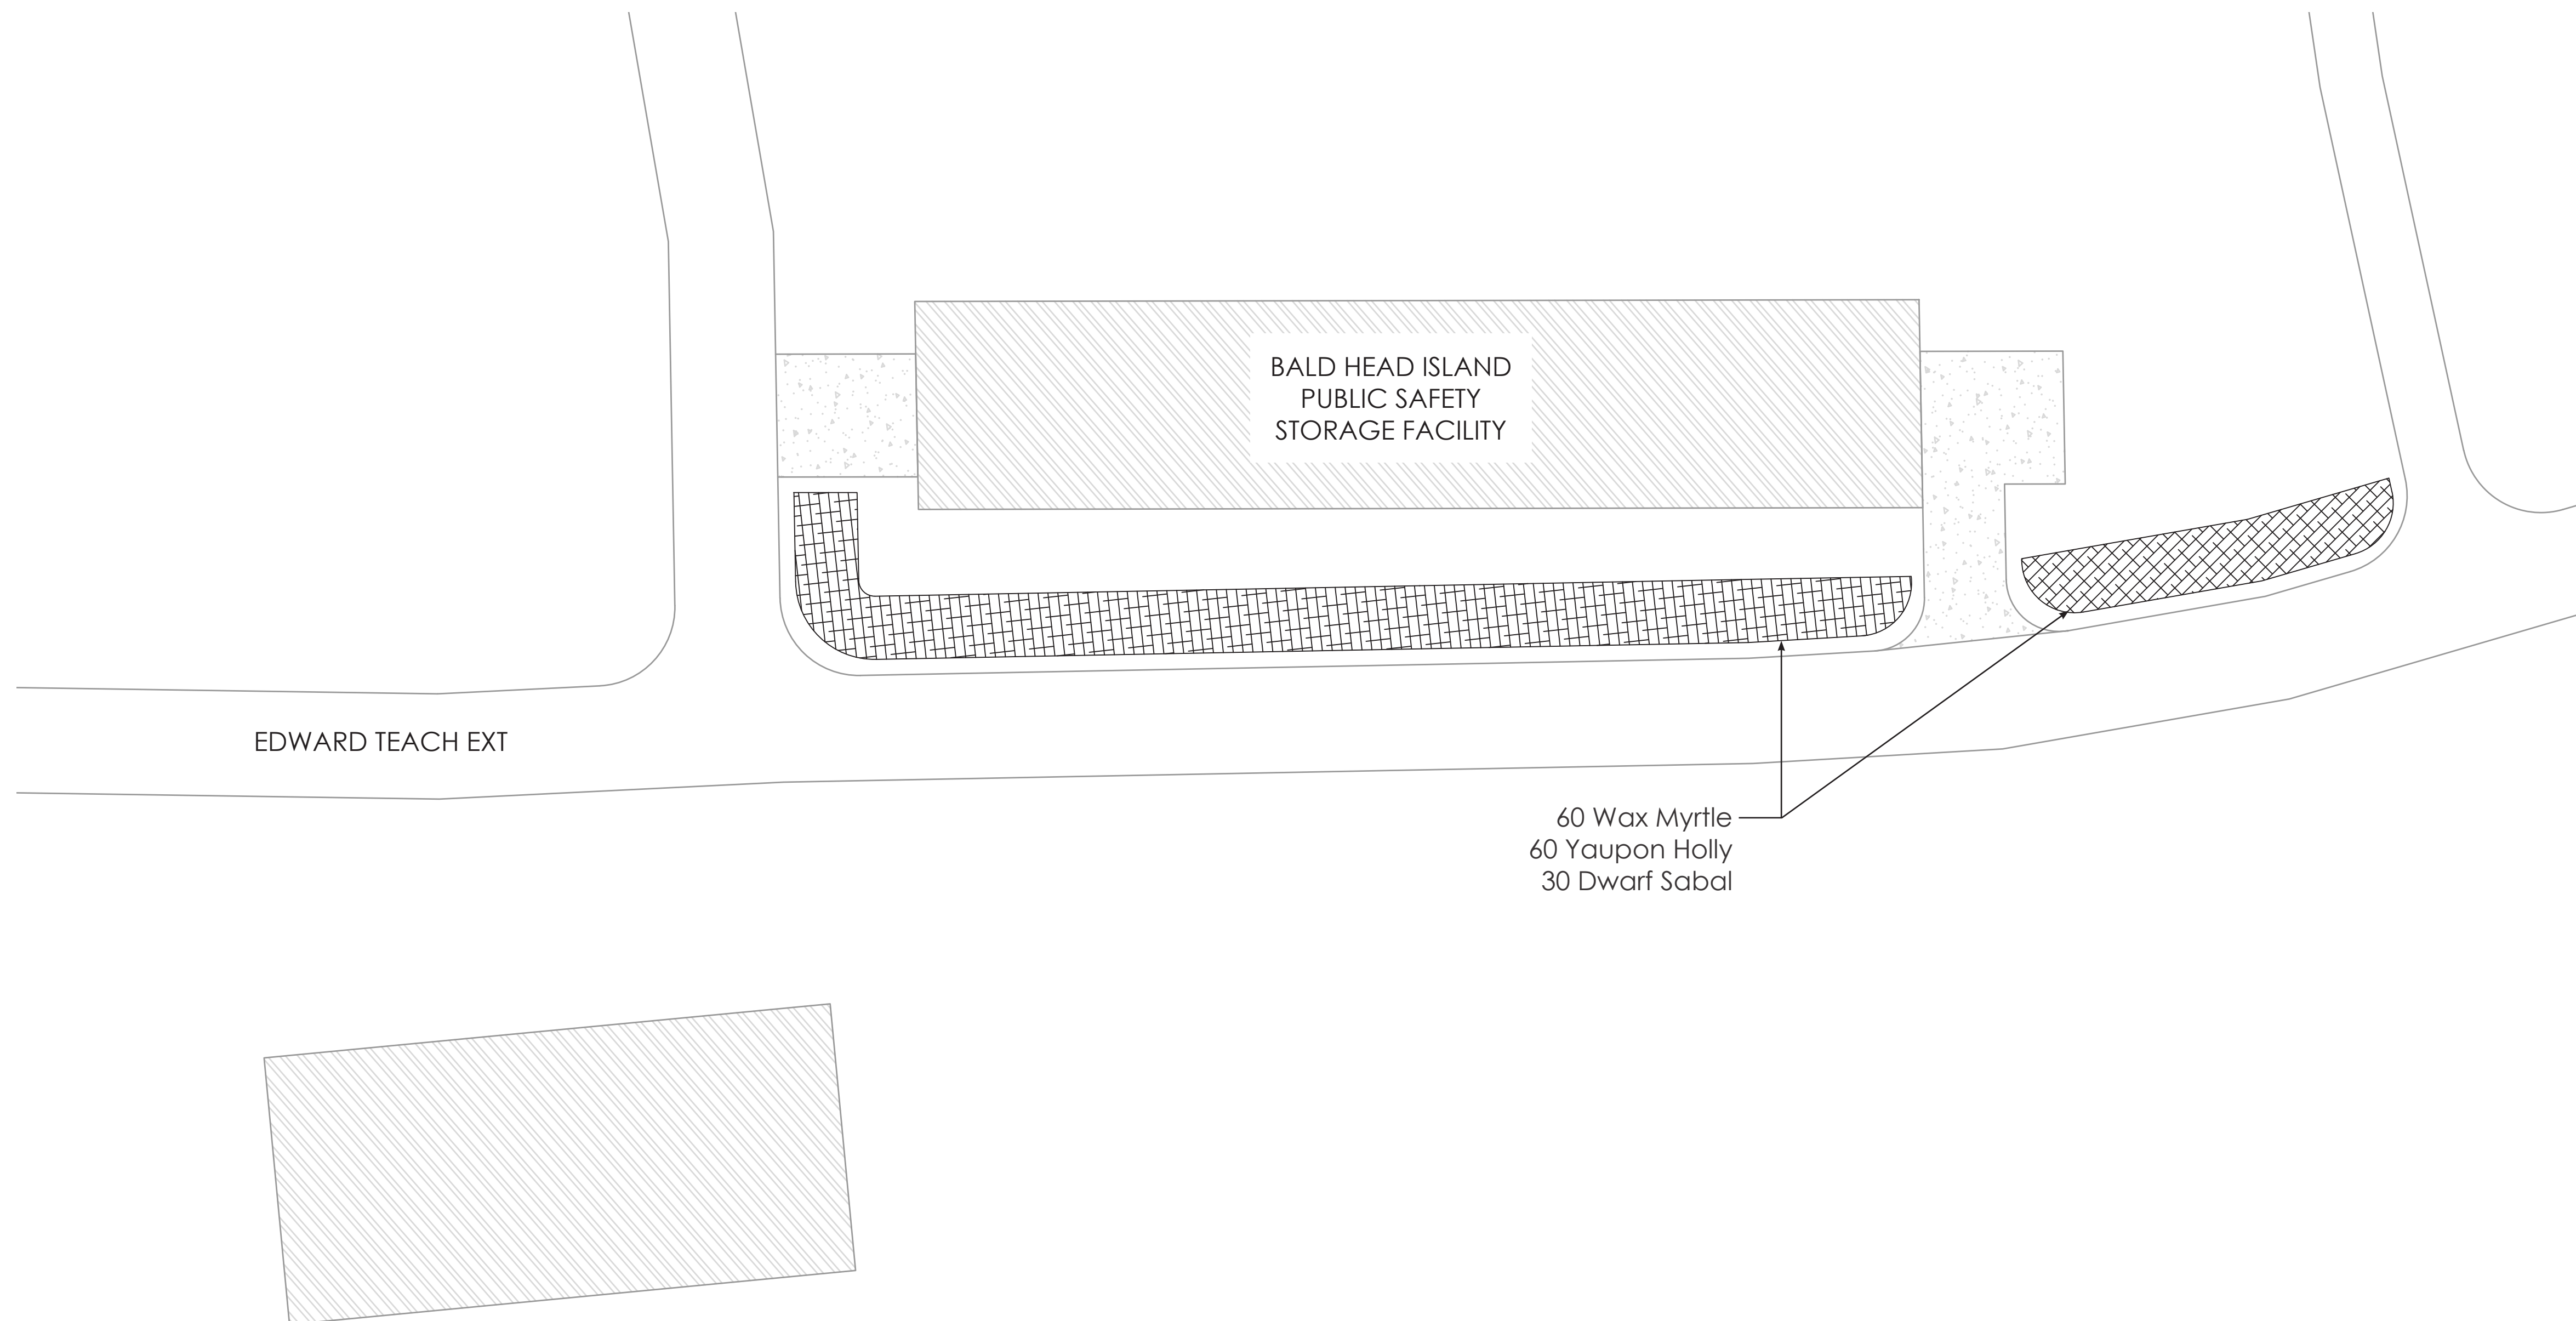 BALD HEAD ISLAND
PUBLIC SAFETY
STORAGE FACILITY
EDWARD TEACH EXT
60 Wax Myrtle
60 Yaupon Holly
30 Dwarf Sabal